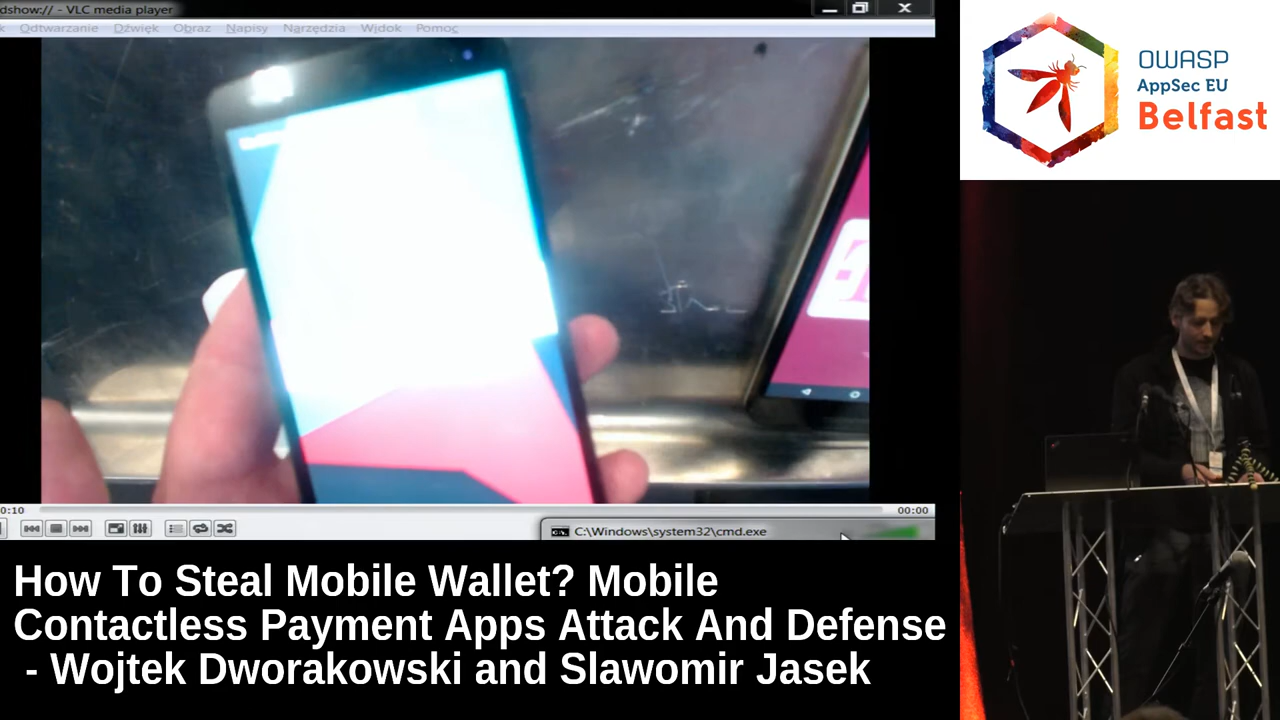 dshow:// - VLC media player
Odtwarzanie Dźwięk Obraz Napisy Narzędzia Widok Pomoc
0:10
00:00
C:\Windows\system32\cmd.exe
OWASP
AppSec EU
Belfast
How To Steal Mobile Wallet? Mobile
Contactless Payment Apps Attack And Defense
- Wojtek Dworakowski and Slawomir Jasek